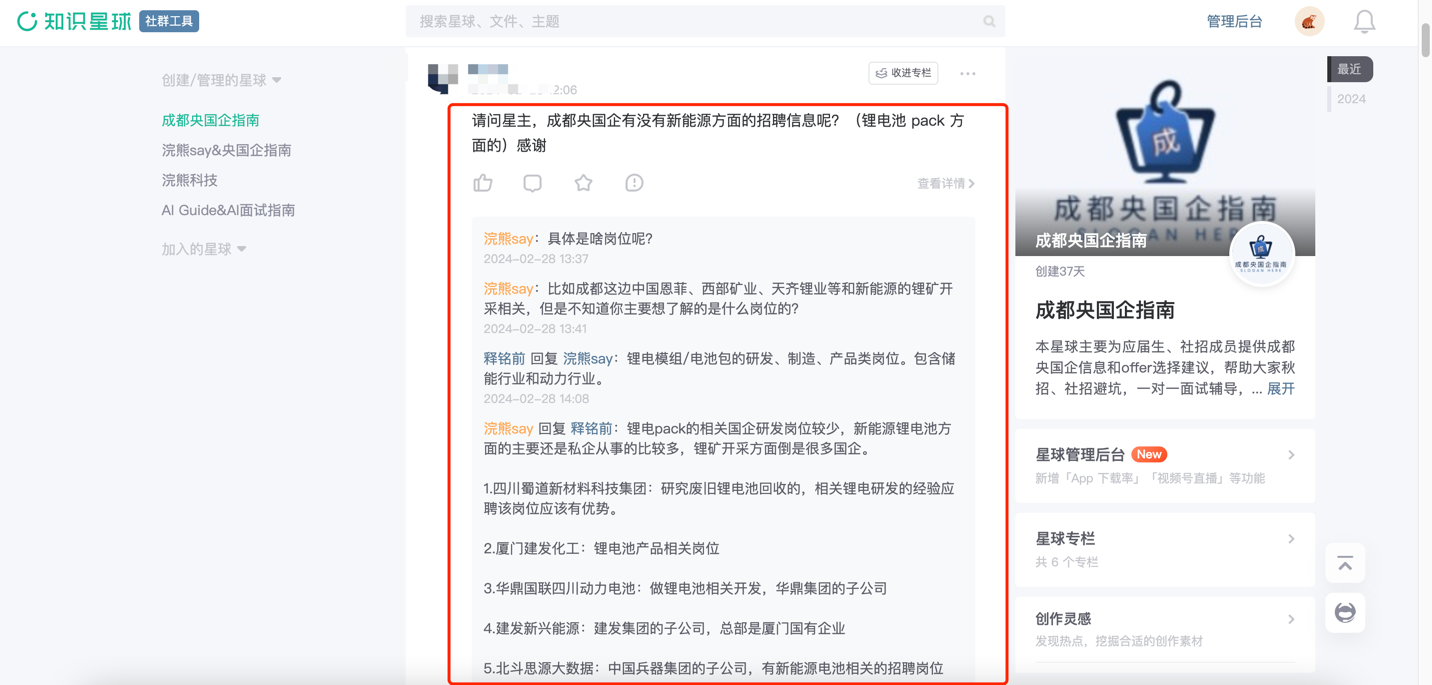 知识星球 社群工具
搜索星球、文件、主题
管理后台
创建/管理的星球
成都央国企指南
浣熊say&央国企指南
浣熊科技
AI Guide&AI面试指南
加入的星球
2:06
收进专栏
请问星主，成都央国企有没有新能源方面的招聘信息呢？（锂电池 pack 方
面的）感谢
查看详情
浣熊say：具体是啥岗位呢?
2024-02-28 13:37
浣熊say：比如成都这边中国恩菲、西部矿业、天齐锂业等和新能源的锂矿开
采相关，但是不知道你主要想了解的是什么岗位的?
2024-02-28 13:41
释铭前 回复 浣熊say：锂电模组/电池包的研发、制造、产品类岗位。包含储
能行业和动力行业。
2024-02-28 14:08
浣熊say 回复 释铭前：锂电pack的相关国企研发岗位较少，新能源锂电池方
面的主要还是私企从事的比较多，锂矿开采方面倒是很多国企。
1.四川蜀道新材料科技集团：研究废旧锂电池回收的，相关锂电研发的经验应
聘该岗位应该有优势。
2.厦门建发化工：锂电池产品相关岗位
3.华鼎国联四川动力电池：做锂电池相关开发，华鼎集团的子公司
4.建发新兴能源：建发集团的子公司，总部是厦门国有企业
5.北斗思源大数据：中国兵器集团的子公司，有新能源电池相关的招聘岗位
成
成都央国企指南
成都央国企指南
成都央国企指南
SLOGAN HERE
创建37天
成都央国企指南
本星球主要为应届生、社招成员提供成都
央国企信息和offer选择建议，帮助大家秋
招、社招避坑，一对一面试辅导，... 展开
星球管理后台 New
新增「App 下载率」「视频号直播」等功能
星球专栏
共 6 个专栏
创作灵感
发现热点，挖掘合适的创作素材
最近
2024